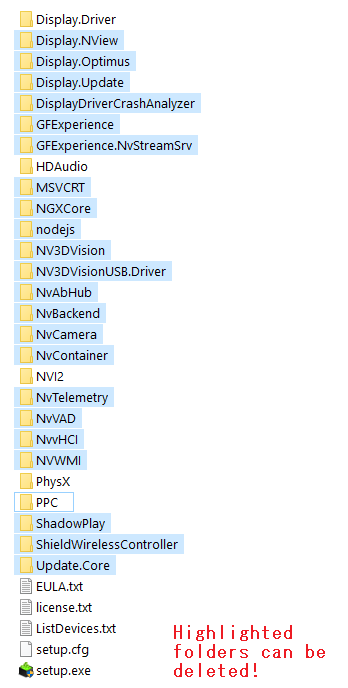 Display.Driver
Display.NView
Display.Optimus
Display.Update
DisplayDriverCrashAnalyzer
GFExperience
GFExperience.NvStreamSrv
HDAudio
MSVCRT
NGXCore
nodejs
NV3DVision
NV3DVisionUSB.Driver
NvAbHub
NvBackend
NvCamera
NvContainer
NVI2
NvTelemetry
NvVAD
NvvHCI
NVWMI
PhysX
PPC
ShadowPlay
ShieldWirelessController
Update.Core
EULA.txt
license.txt
ListDevices.txt
setup.cfg
setup.exe
Highlighted
folders can be
deleted!